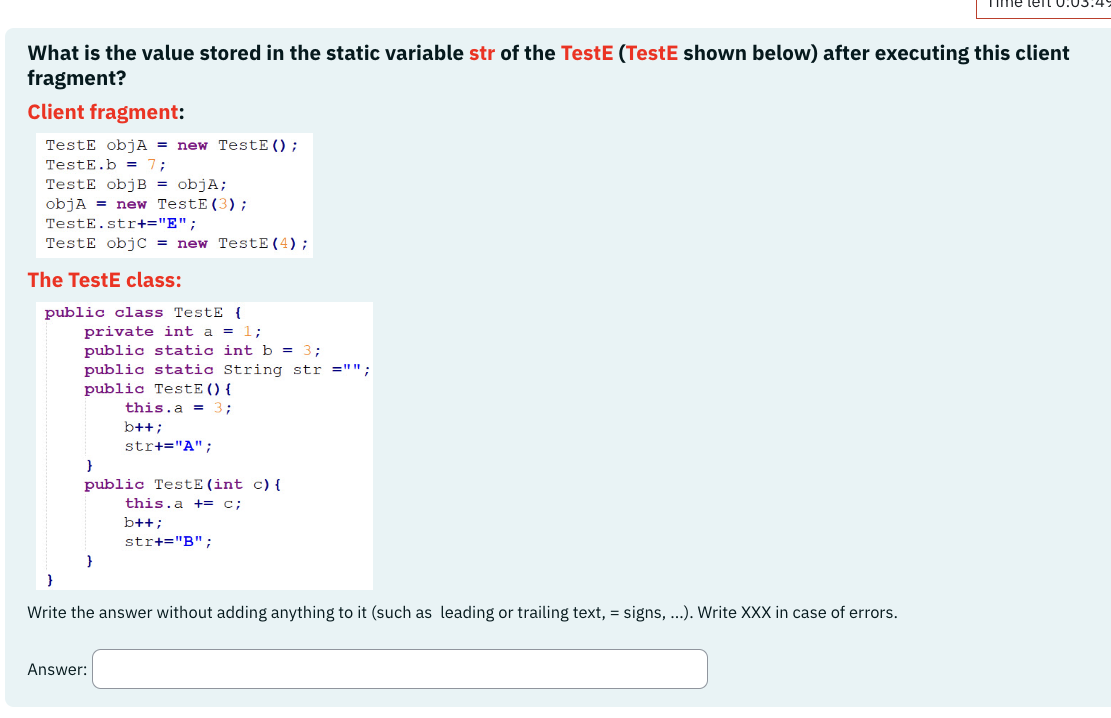 Time left 0:03:49
What is the value stored in the static variable str of the TestE (TestE shown below) after executing this client
fragment?
Client fragment:
TestE objA = new TestE();
TestE.b = 7;
TestE objB = objA;
objA = new TestE(3);
TestE.str+="E";
TestE objC = new TestE(4);
The TestE class:
public class TestE {
private int a = 1;
public static int b = 3;
public static String str ="";
public TestE(){
this.a = 3;
b++;
str+="A";
}
public TestE(int c){
this.a += c;
b++;
str+="B";
}
}
Write the answer without adding anything to it (such as leading or trailing text, = signs, ...). Write XXX in case of errors.
Answer: